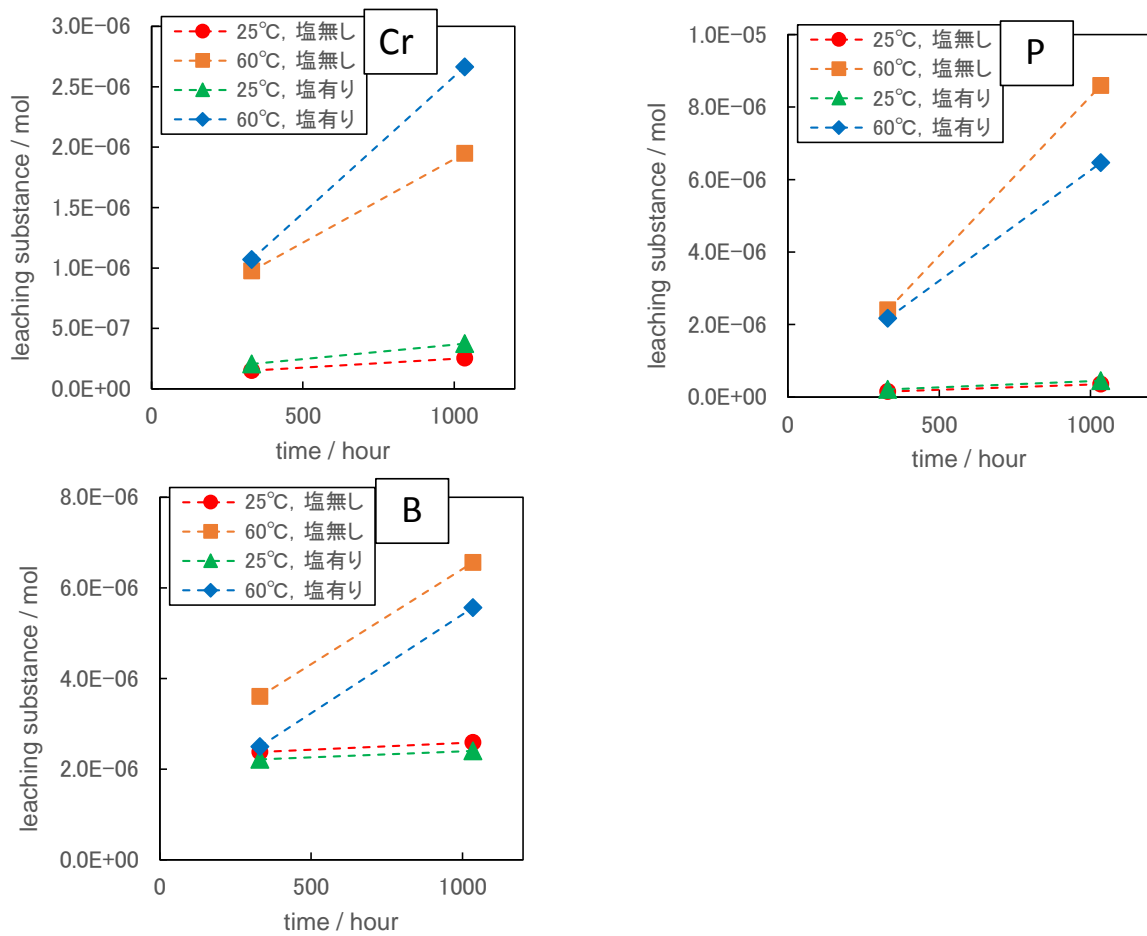 Cr
25℃, 塩無し
60℃, 塩無し
25℃, 塩有り
60℃, 塩有り
3.0E-06
2.5E-06
2.0E-06
1.5E-06
1.0E-06
5.0E-07
0.0E+00
leaching substance / mol
0
500
1000
time / hour
P
25℃, 塩無し
60℃, 塩無し
25℃, 塩有り
60℃, 塩有り
1.0E-05
8.0E-06
6.0E-06
4.0E-06
2.0E-06
0.0E+00
leaching substance / mol
0
500
1000
time / hour
B
25℃, 塩無し
60℃, 塩無し
25℃, 塩有り
60℃, 塩有り
8.0E-06
6.0E-06
4.0E-06
2.0E-06
0.0E+00
leaching substance / mol
0
500
1000
time / hour